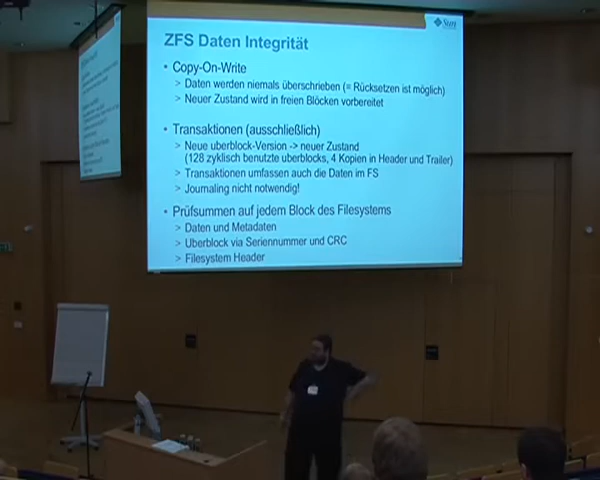 Sun
ZFS Daten Integrität
• Copy-On-Write
> Daten werden niemals überschrieben (= Rücksetzen ist möglich)
> Neuer Zustand wird in freien Blöcken vorbereitet
• Transaktionen (ausschließlich)
> Neue uberblock-Version -> neuer Zustand
(128 zyklisch benutzte uberblocks, 4 Kopien in Header und Trailer)
> Transaktionen umfassen auch die Daten im FS
> Journaling nicht notwendig!
• Prüfsummen auf jedem Block des Filesystems
> Daten und Metadaten
> Uberblock via Seriennummer und CRC
> Filesystem Header